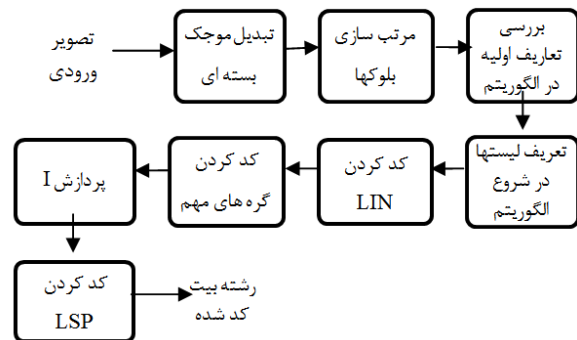 تصویر
ورودی
تبدیل موجک
بسته ای
مرتب سازی
بلوکها
بررسی
تعاریف اولیه
در الگوریتم
تعریف لیستها
در شروع
الگوریتم
کد کردن
LIN
کد کردن
گره های مهم
پردازش I
کد کردن
LSP
رشته بیت
کد شده